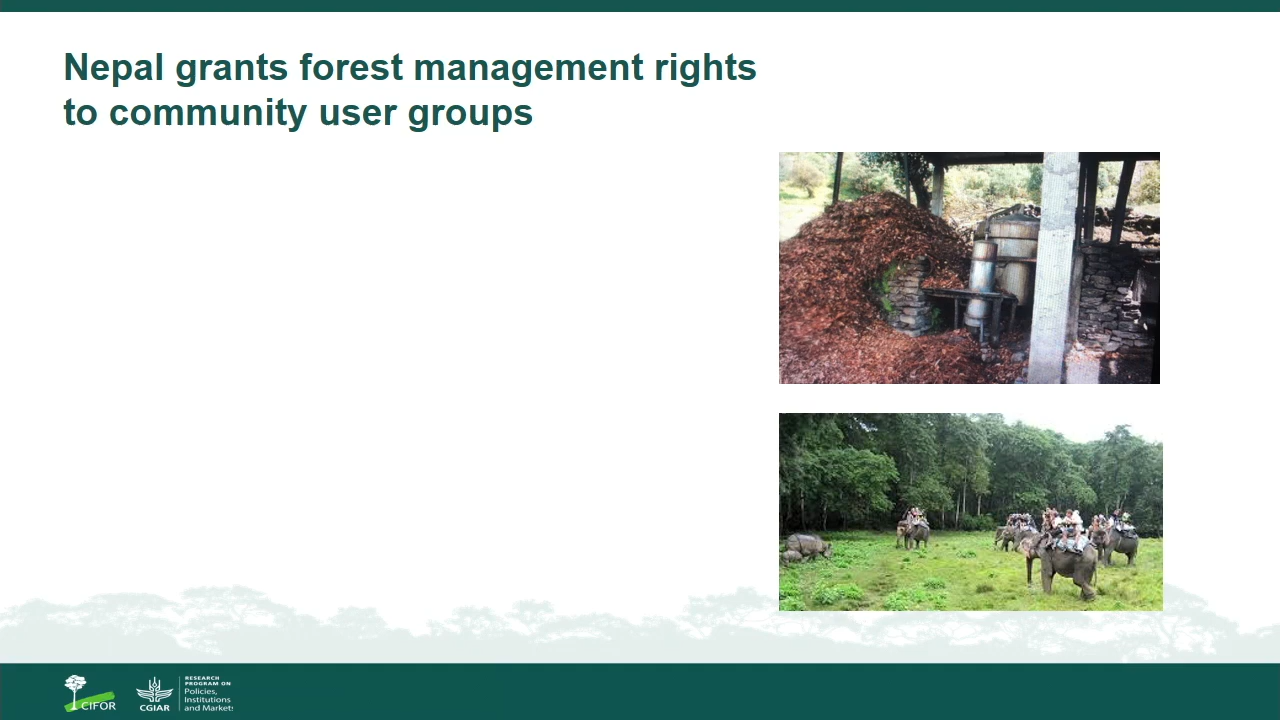 Nepal grants forest management rights
to community user groups
CIFOR
CGIAR
RESEARCH
PROGRAM ON
Policies,
Institutions
and Markets